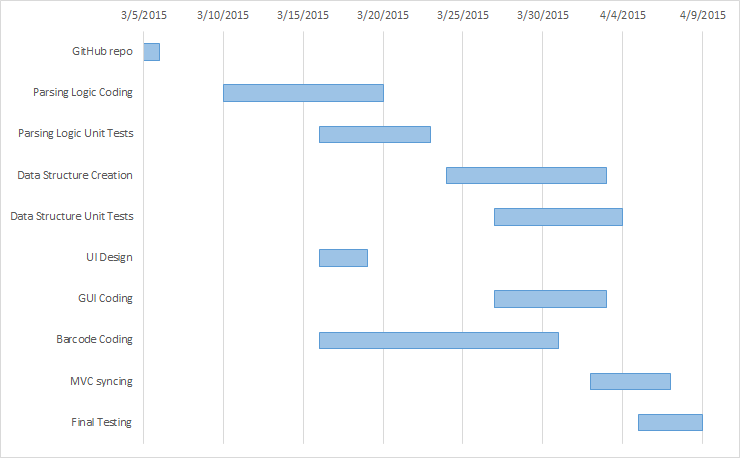 3/5/2015 3/10/2015 3/15/2015 3/20/2015 3/25/2015 3/30/2015 4/4/2015 4/9/2015
GitHub repo
Parsing Logic Coding
Parsing Logic Unit Tests
Data Structure Creation
Data Structure Unit Tests
UI Design
GUI Coding
Barcode Coding
MVC syncing
Final Testing